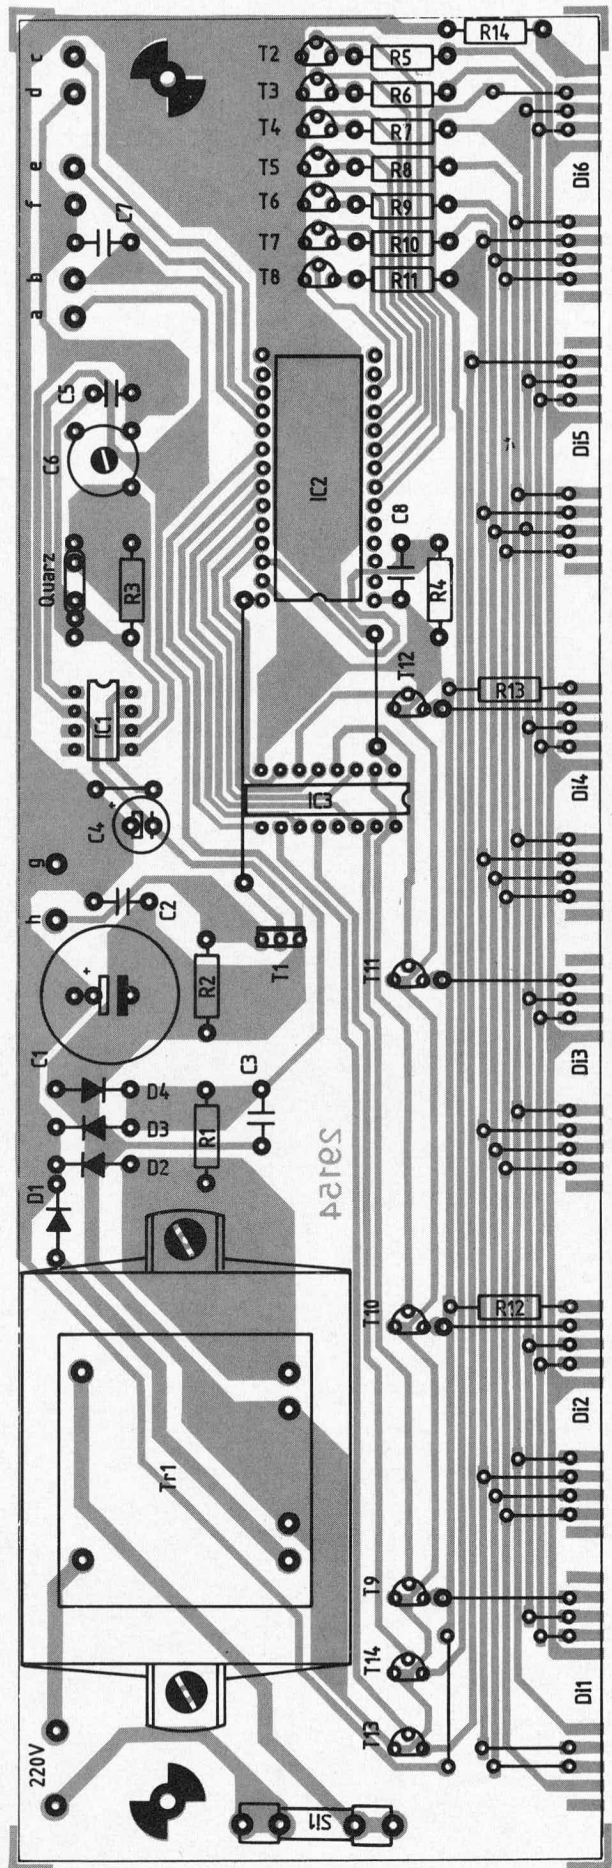 R14
c
T2
R5
d
T3
R6
T4
R7
e
T5
R8
Di6
f
T6
R9
C7
T7
R10
b
T8
R11
a
C5
C6
Di5
IC2
C8
Quarz
R3
R4
T12
R13
IC1
IC3
Di4
+
C4
g
h
C2
T1
T11
R2
+
C1
C3
Di3
D4
D3
R1
D2
D1
29154
T10
R12
Di2
Tr1
T9
T14
Di1
T13
220V
Si1